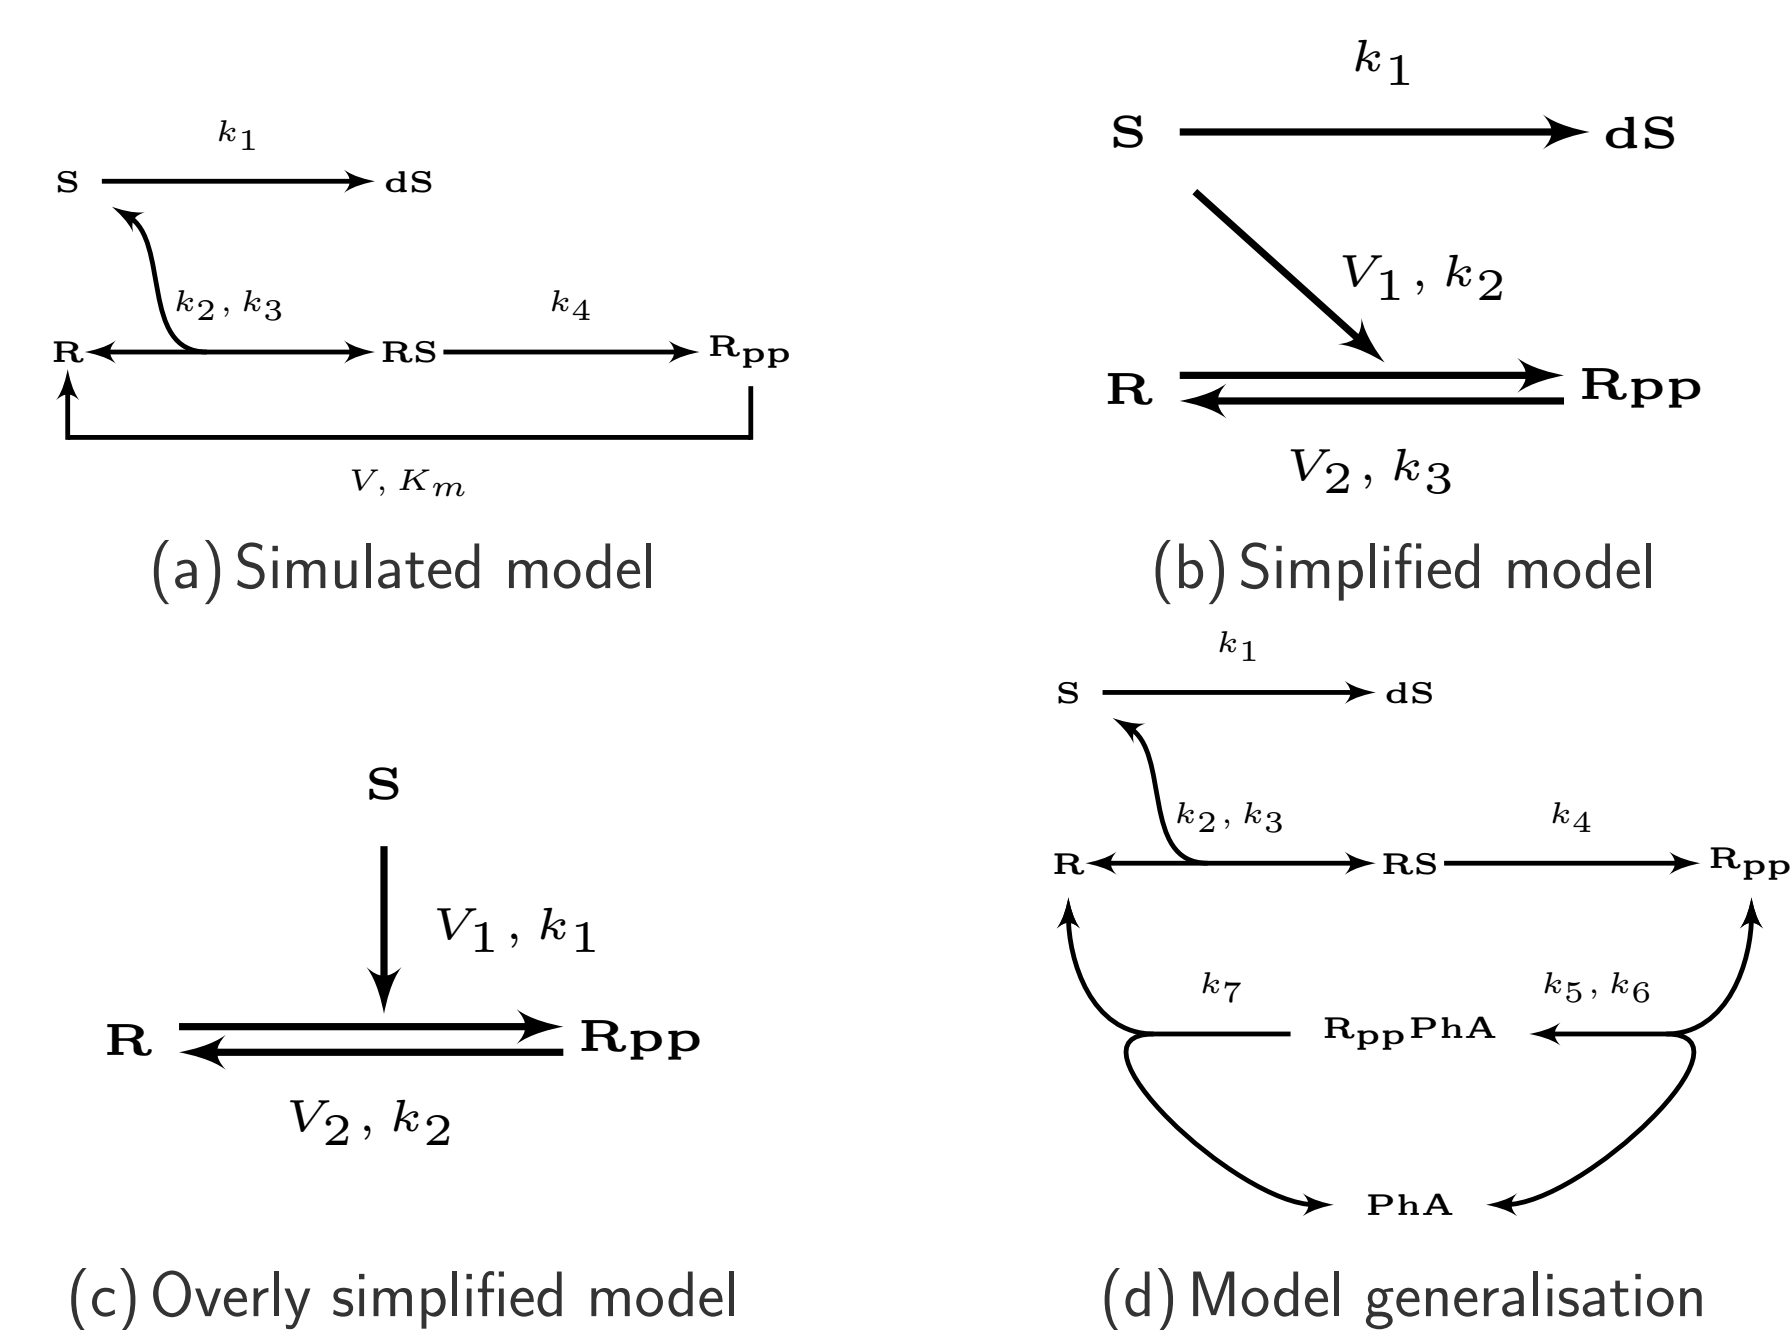 k1
S dS
k2, k3 k4
R RS Rpp
V, Km
(a) Simulated model
k1
S dS
V1, k2
R Rpp
V2, k3
(b) Simplified model
S
V1, k1
R Rpp
V2, k2
(c) Overly simplified model
k1
S dS
k2, k3 k4
R RS Rpp
k7 k5, k6
RppPhA
PhA
(d) Model generalisation